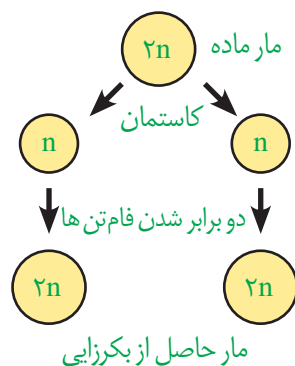 ۲n مار ماده
کاستمان
n n
دو برابر شدن فام‌تن ها
۲n ۲n
مار حاصل از بکرزایی